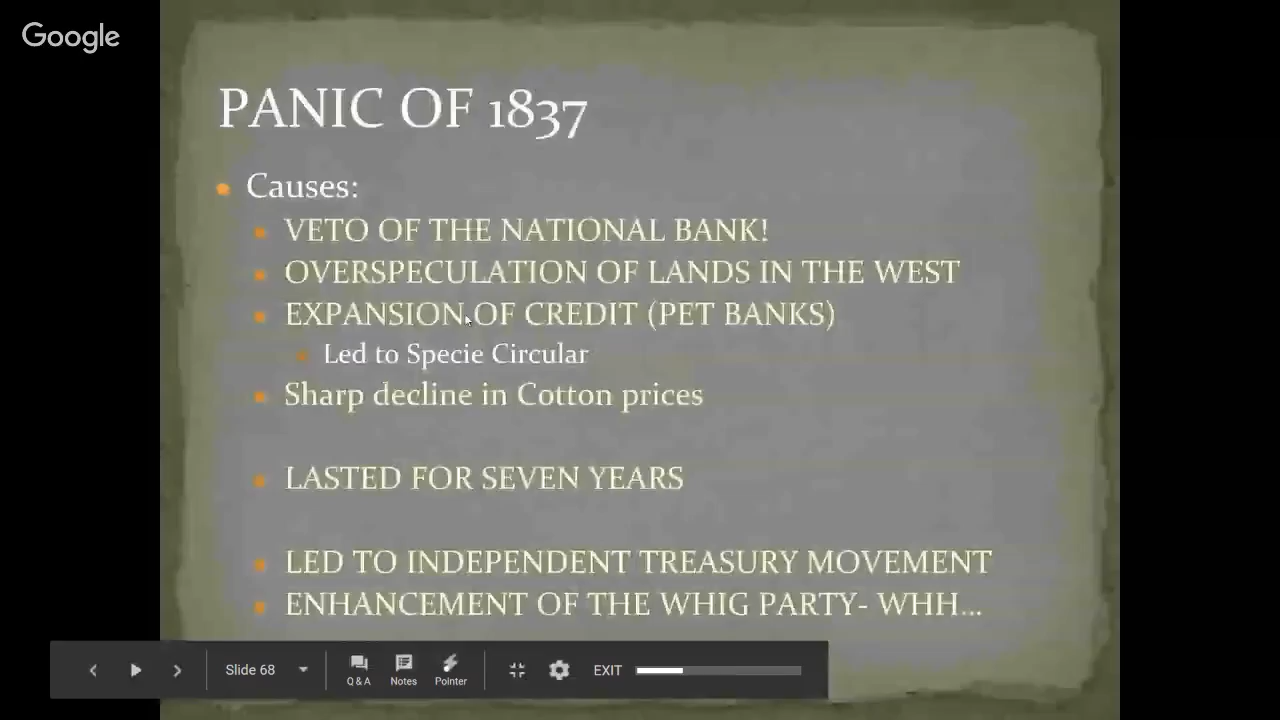 Google
PANIC OF 1837
Causes:
VETO OF THE NATIONAL BANK!
OVERSPECULATION OF LANDS IN THE WEST
EXPANSION OF CREDIT (PET BANKS)
Led to Specie Circular
Sharp decline in Cotton prices
LASTED FOR SEVEN YEARS
LED TO INDEPENDENT TREASURY MOVEMENT
ENHANCEMENT OF THE WHIG PARTY- WHH...
Slide 68
Q & A
Notes
Pointer
EXIT